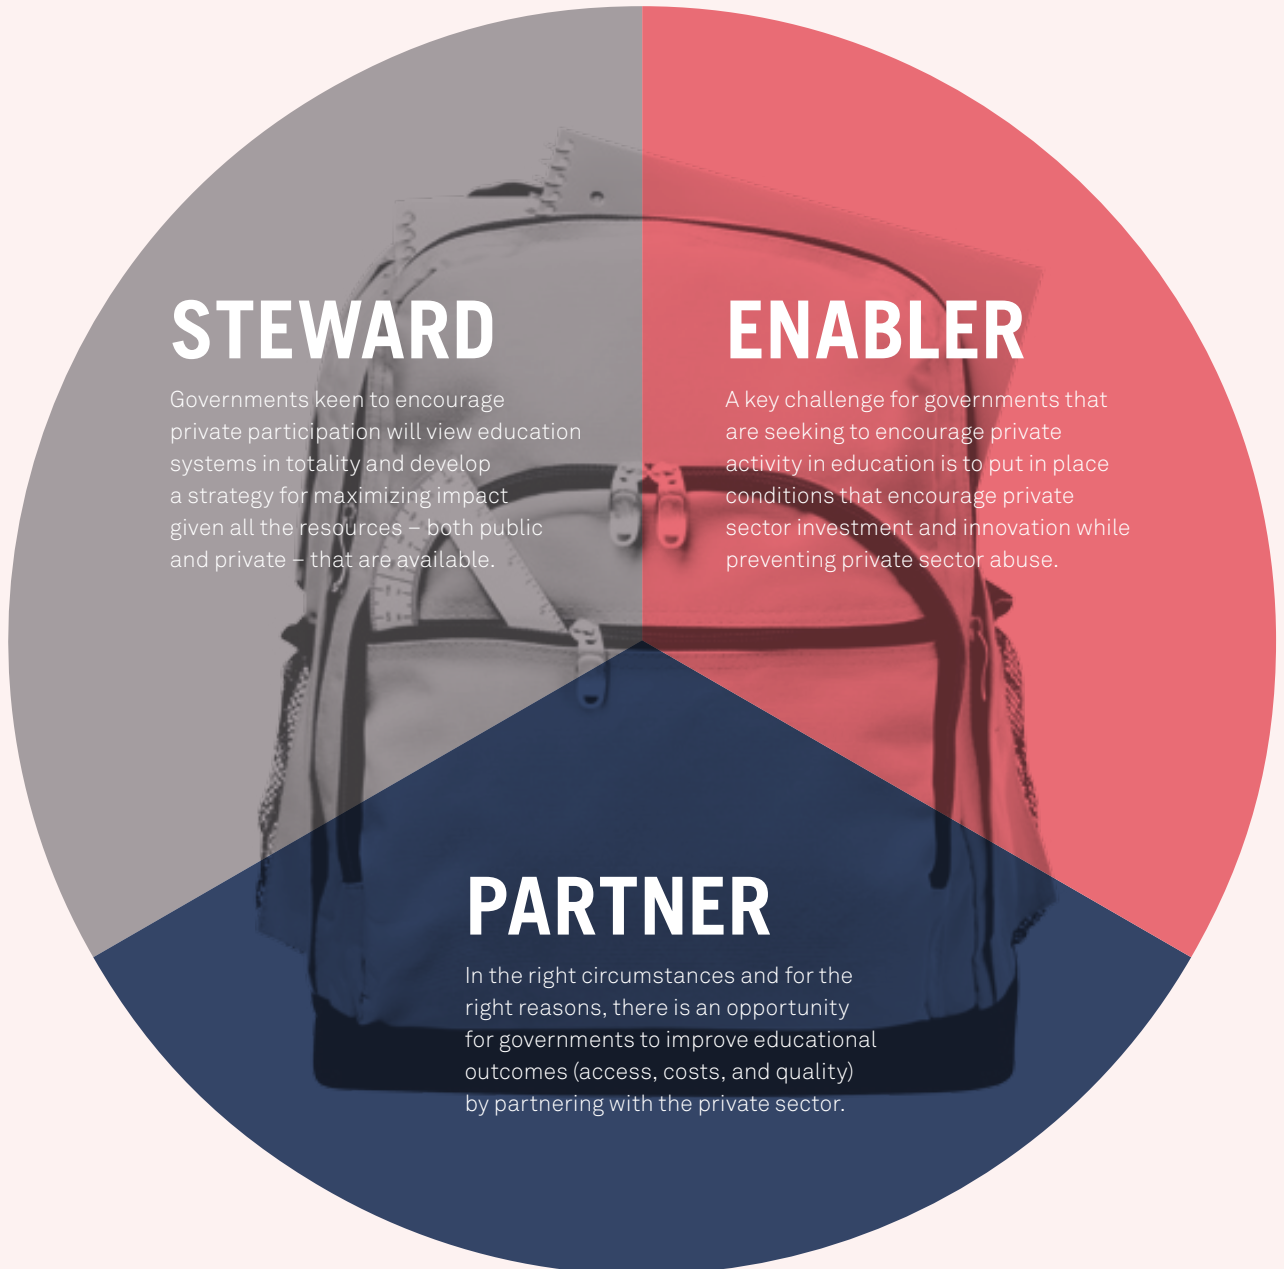 STEWARD
Governments keen to encourage
private participation will view education
systems in totality and develop
a strategy for maximizing impact
given all the resources – both public
and private – that are available.
ENABLER
A key challenge for governments that
are seeking to encourage private
activity in education is to put in place
conditions that encourage private
sector investment and innovation while
preventing private sector abuse.
PARTNER
In the right circumstances and for the
right reasons, there is an opportunity
for governments to improve educational
outcomes (access, costs, and quality)
by partnering with the private sector.